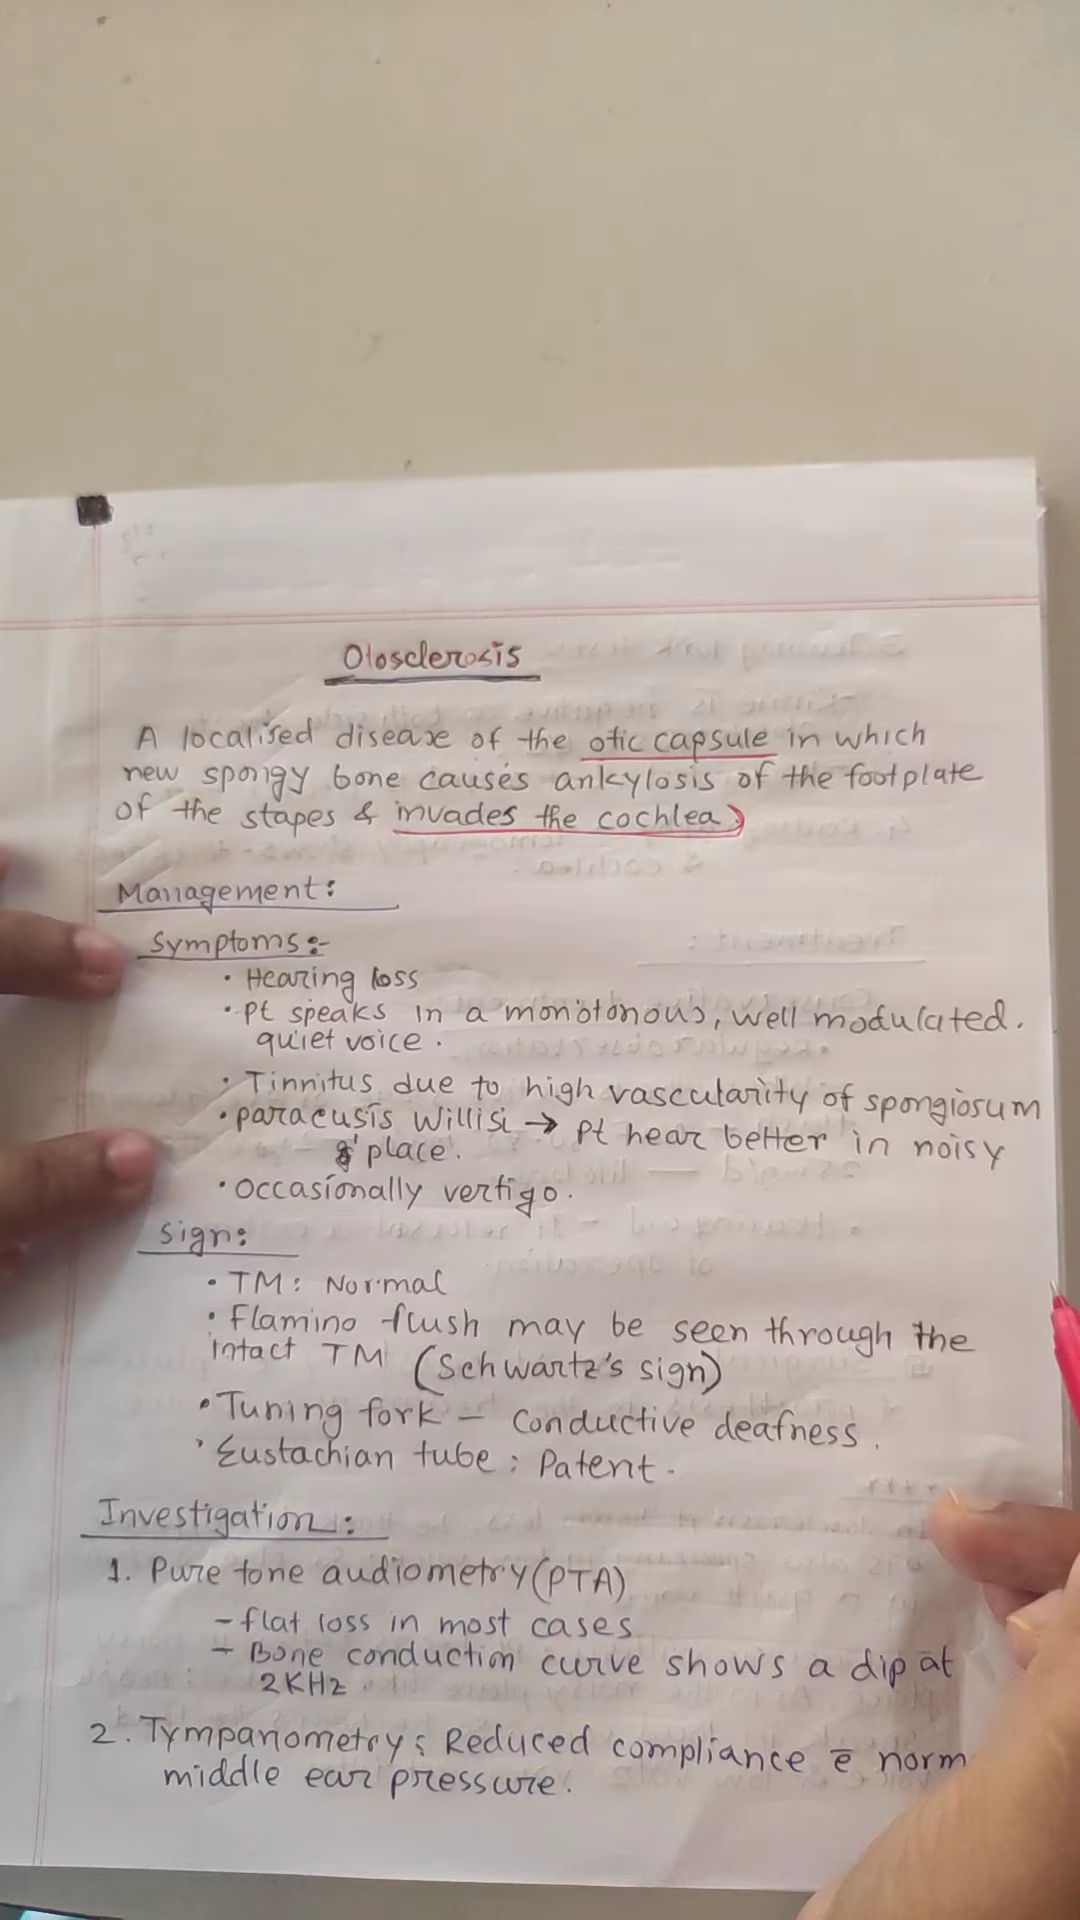 Otosclerosis
A localised disease of the otic capsule in which
new spongy bone causes ankylosis of the footplate
of the stapes & invades the cochlea.
Management:
Symptoms:-
• Hearing loss
• Pt speaks in a monotonous, well modulated.
quiet voice.
• Tinnitus due to high vascularity of spongiosum
• paracusis willisi → pt hear better in noisy
place.
• Occasionally vertigo.
Sign:
• TM: Normal
• Flamino flush may be seen through the
intact TM (Schwartz's sign)
• Tuning fork – Conductive deafness.
• Eustachian tube: Patent.
Investigation:
1. Pure tone audiometry (PTA)
- flat loss in most cases
- Bone conduction curve shows a dip at
2KHz.
2. Tympanometry: Reduced compliance c̄ norm
middle ear pressure.